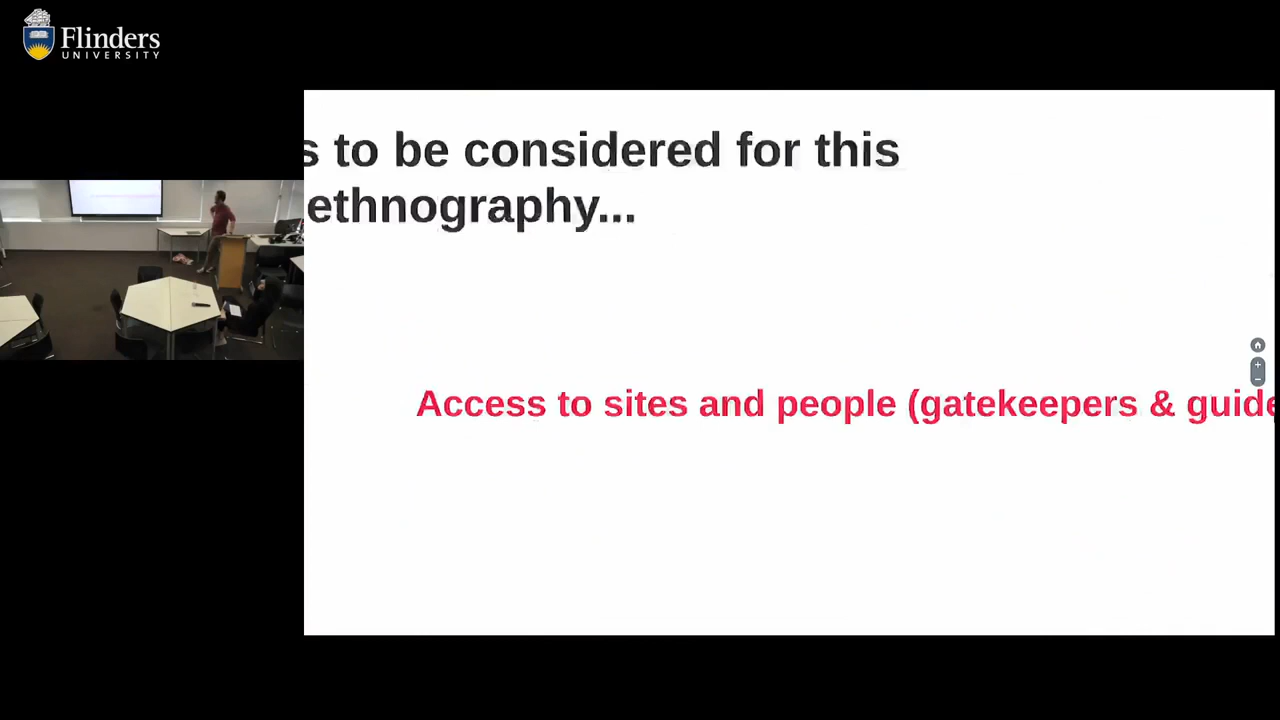 Flinders
UNIVERSITY
s to be considered for this
ethnography...
Access to sites and people (gatekeepers & guide